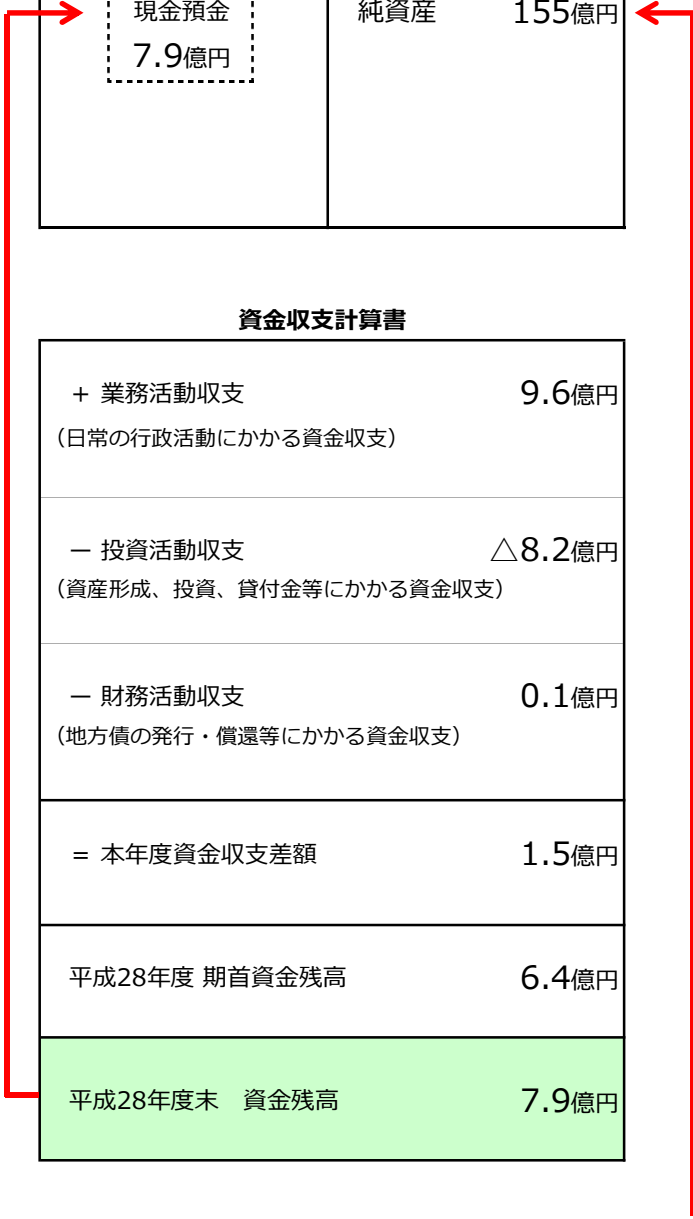 現金預金
7.9億円
純資産 155億円
資金収支計算書
+ 業務活動収支 9.6億円
（日常の行政活動にかかる資金収支）
ー 投資活動収支 △8.2億円
（資産形成、投資、貸付金等にかかる資金収支）
ー 財務活動収支 0.1億円
（地方債の発行・償還等にかかる資金収支）
= 本年度資金収支差額 1.5億円
平成28年度 期首資金残高 6.4億円
平成28年度末　資金残高 7.9億円